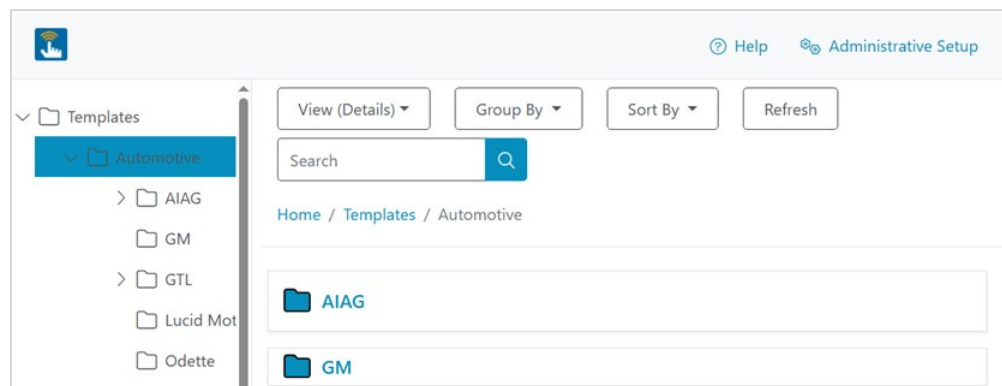 Help Administrative Setup
Templates
Automotive
AIAG
GM
GTL
Lucid Mot
Odette
View (Details) Group By Sort By Refresh
Search
Home / Templates / Automotive
AIAG
GM